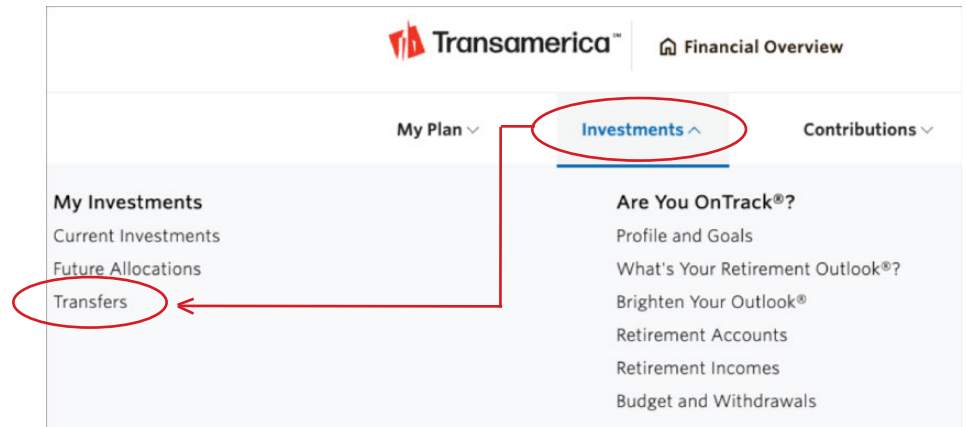 Transamerica™ Financial Overview
My Plan Investments Contributions
My Investments
Current Investments
Future Allocations
Transfers
Are You OnTrack®?
Profile and Goals
What's Your Retirement Outlook®?
Brighten Your Outlook®
Retirement Accounts
Retirement Incomes
Budget and Withdrawals